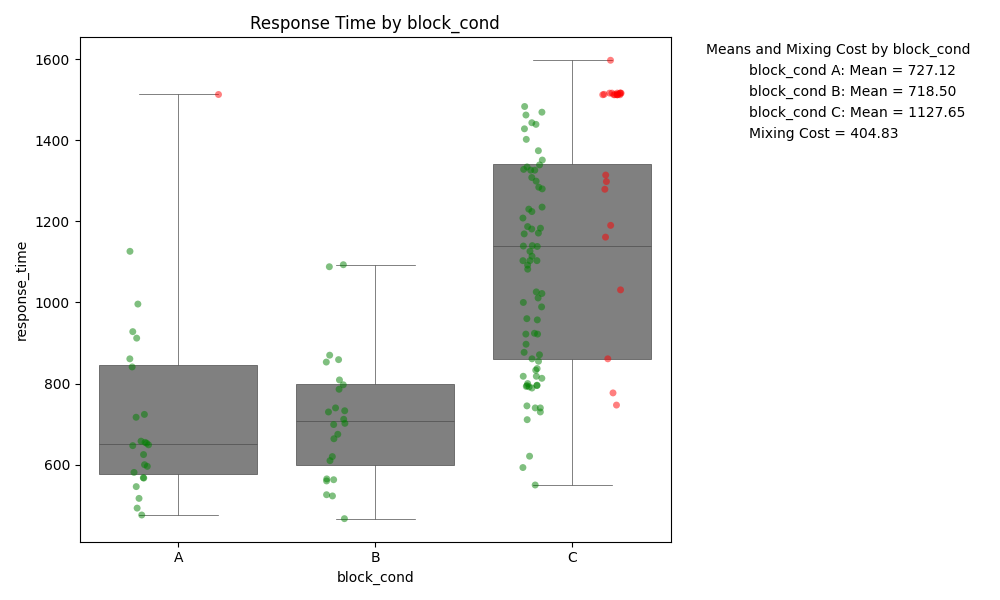 Response Time by block_cond
Means and Mixing Cost by block_cond
block_cond A: Mean = 727.12
block_cond B: Mean = 718.50
block_cond C: Mean = 1127.65
Mixing Cost = 404.83
response_time
1600
1400
1200
1000
800
600
A
B
C
block_cond